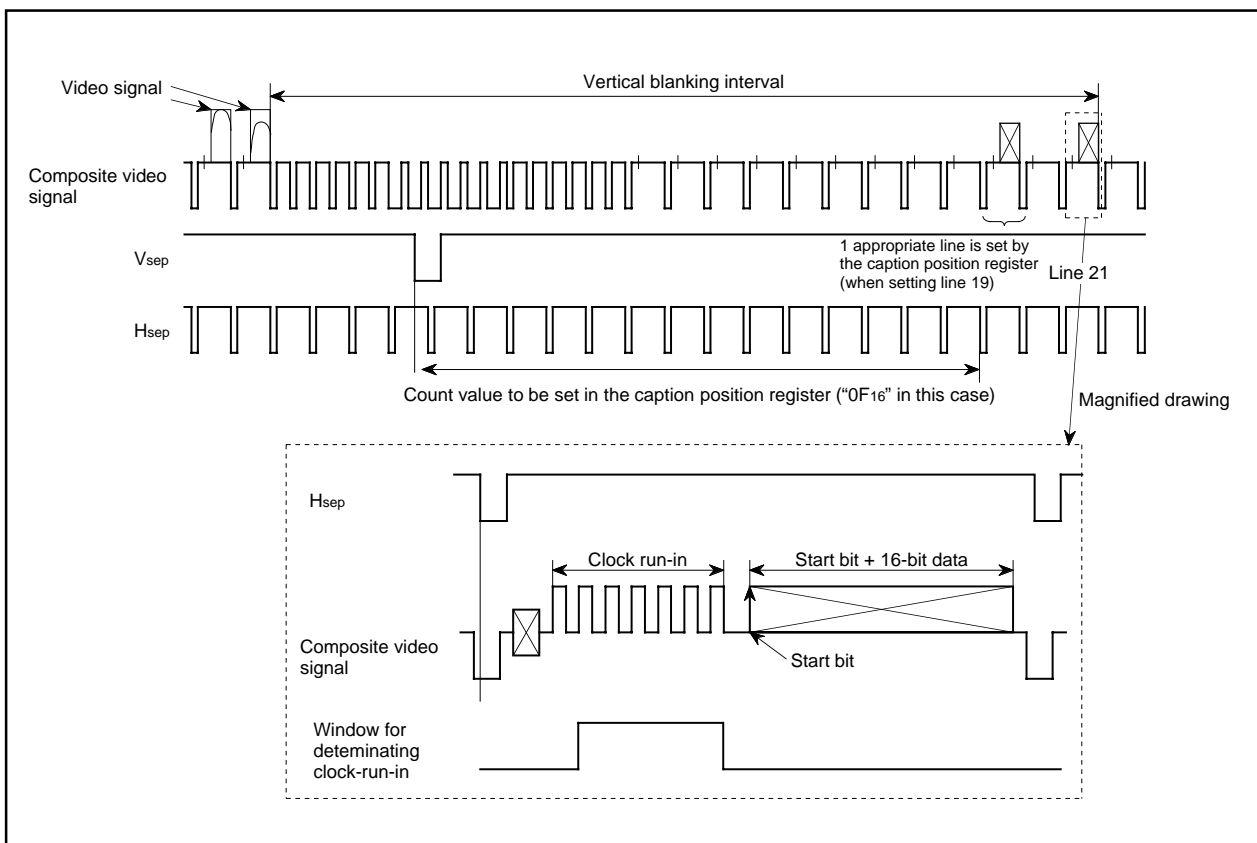 Video signal
Vertical blanking interval
Composite video
signal
Vsep
1 appropriate line is set by
the caption position register
(when setting line 19)
Line 21
Hsep
Count value to be set in the caption position register (“0F16” in this case)
Magnified drawing
Hsep
Clock run-in
Start bit + 16-bit data
Composite video
signal
Start bit
Window for
deteminating
clock-run-in